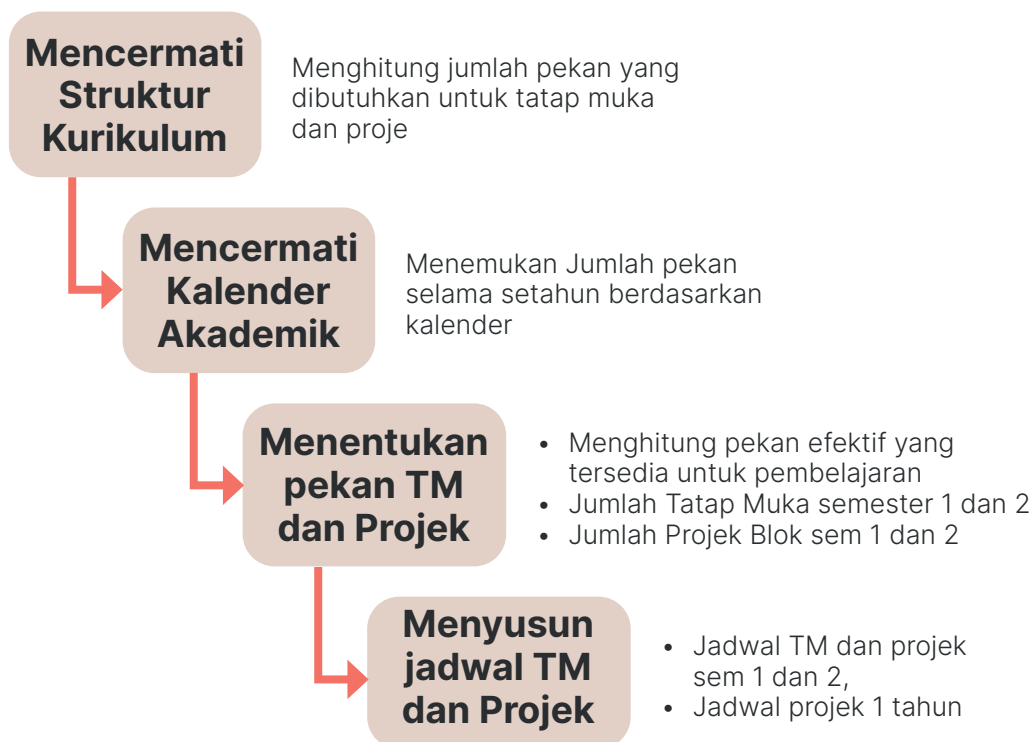 Mencermati
Struktur
Kurikulum
Menghitung jumlah pekan yang
dibutuhkan untuk tatap muka
dan proje
Mencermati
Kalender
Akademik
Menemukan Jumlah pekan
selama setahun berdasarkan
kalender
Menentukan
pekan TM
dan Projek
• Menghitung pekan efektif yang
tersedia untuk pembelajaran
• Jumlah Tatap Muka semester 1 dan 2
• Jumlah Projek Blok sem 1 dan 2
Menyusun
jadwal TM
dan Projek
• Jadwal TM dan projek
sem 1 dan 2,
• Jadwal projek 1 tahun